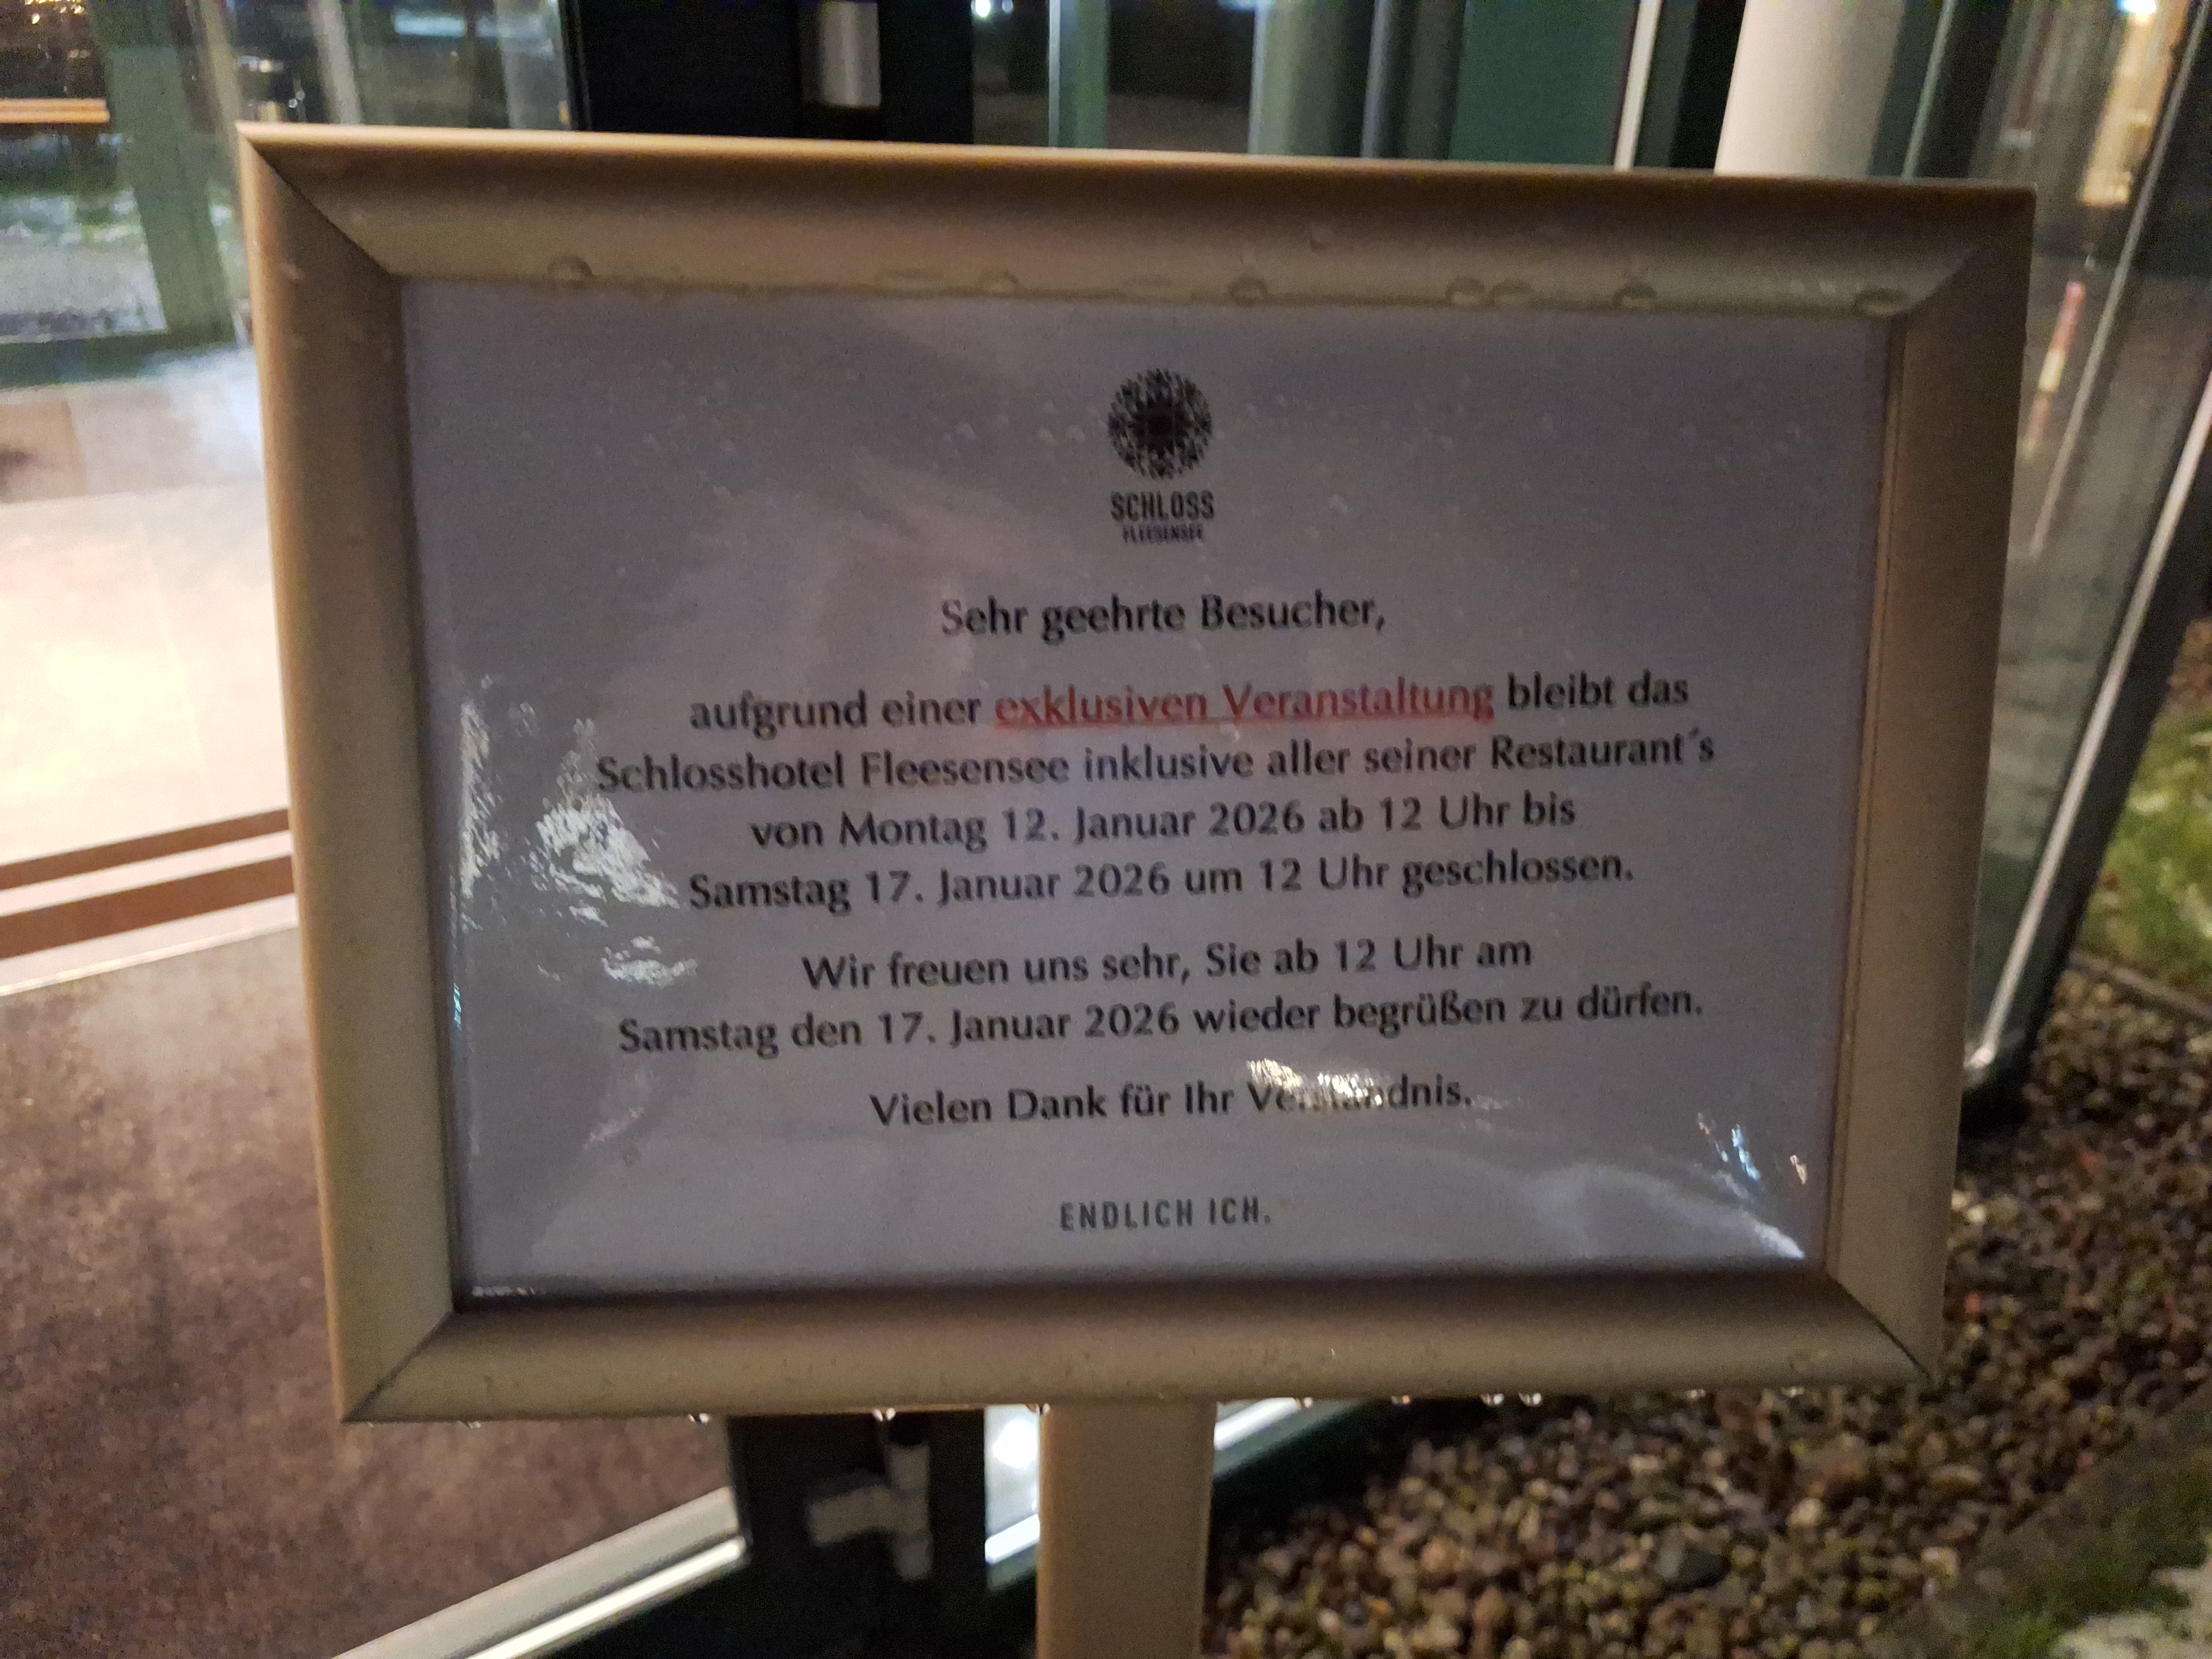 SCHLOSS
FLEESENSEE
Sehr geehrte Besucher,
aufgrund einer exklusiven Veranstaltung bleibt das
Schlosshotel Fleesensee inklusive aller seiner Restaurant´s
von Montag 12. Januar 2026 ab 12 Uhr bis
Samstag 17. Januar 2026 um 12 Uhr geschlossen.
Wir freuen uns sehr, Sie ab 12 Uhr am
Samstag den 17. Januar 2026 wieder begrüßen zu dürfen.
Vielen Dank für Ihr Verständnis.
ENDLICH ICH.